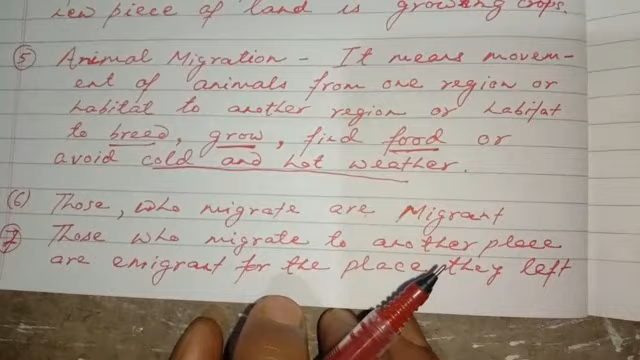 new piece of land is growing crops.
(5) Animal Migration - It means movem-
ent of animals from one region or
habitat to another region or habitat
to breed, grow, find food or
avoid cold and hot weather.
(6) Those, who migrate are Migrant
7 Those who migrate to another place
are emigrant for the place they left